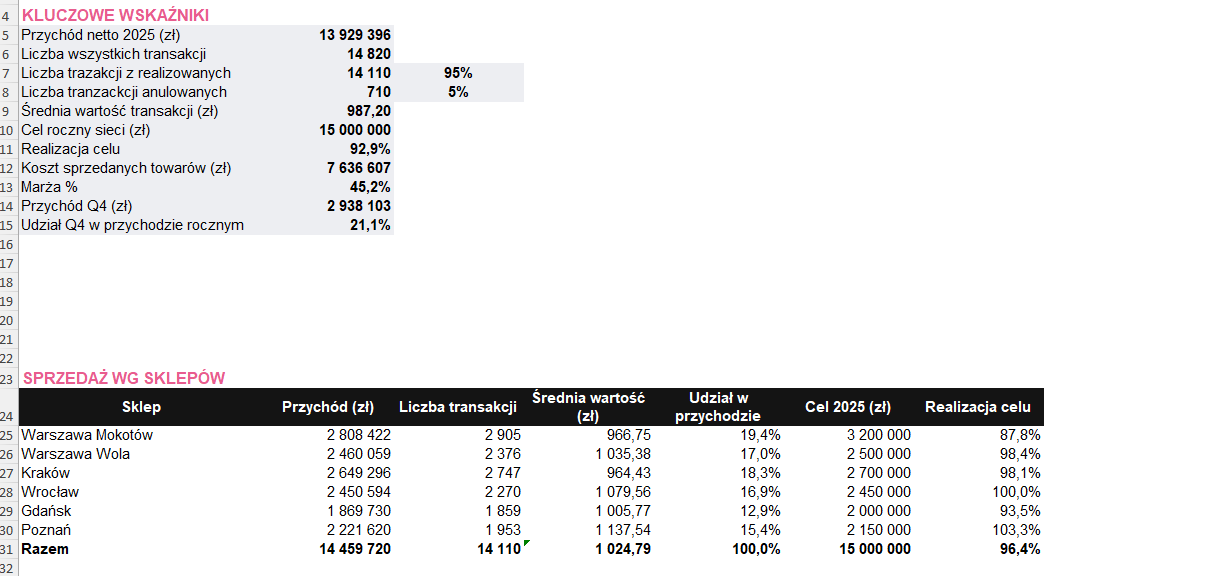 4 KLUCZOWE WSKAŹNIKI
5 Przychód netto 2025 (zł) 13 929 396
6 Liczba wszystkich transakcji 14 820
7 Liczba trazakcji z realizowanych 14 110 95%
8 Liczba tranzackcji anulowanych 710 5%
9 Średnia wartość transakcji (zł) 987,20
10 Cel roczny sieci (zł) 15 000 000
11 Realizacja celu 92,9%
12 Koszt sprzedanych towarów (zł) 7 636 607
13 Marża % 45,2%
14 Przychód Q4 (zł) 2 938 103
15 Udział Q4 w przychodzie rocznym 21,1%
16
17
18
19
20
21
22
23 SPRZEDAŻ WG SKLEPÓW
24 Sklep Przychód (zł) Liczba transakcji Średnia wartość (zł) Udział w przychodzie Cel 2025 (zł) Realizacja celu
25 Warszawa Mokotów 2 808 422 2 905 966,75 19,4% 3 200 000 87,8%
26 Warszawa Wola 2 460 059 2 376 1 035,38 17,0% 2 500 000 98,4%
27 Kraków 2 649 296 2 747 964,43 18,3% 2 700 000 98,1%
28 Wrocław 2 450 594 2 270 1 079,56 16,9% 2 450 000 100,0%
29 Gdańsk 1 869 730 1 859 1 005,77 12,9% 2 000 000 93,5%
30 Poznań 2 221 620 1 953 1 137,54 15,4% 2 150 000 103,3%
31 Razem 14 459 720 14 110 1 024,79 100,0% 15 000 000 96,4%
32